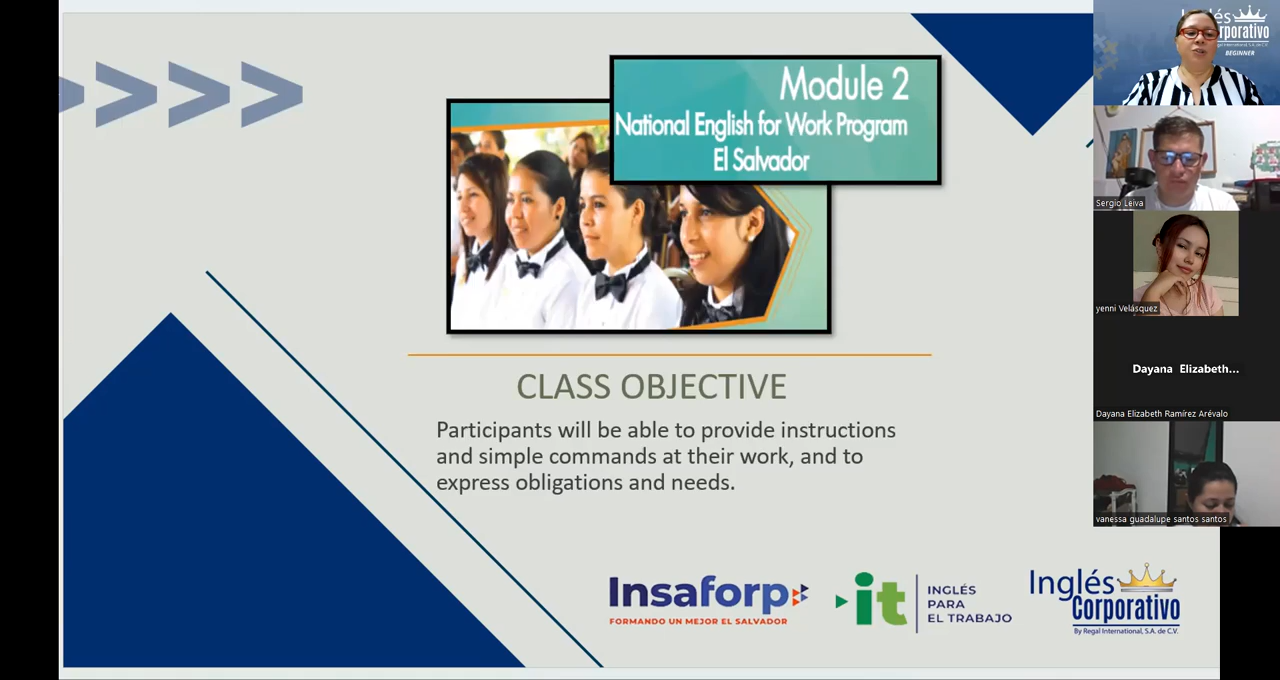 Module 2
National English for Work Program
El Salvador
CLASS OBJECTIVE
Participants will be able to provide instructions
and simple commands at their work, and to
express obligations and needs.
Insaforp
FORMANDO UN MEJOR EL SALVADOR
it
INGLÉS
PARA
EL TRABAJO
Inglés
Corporativo
By Regal International, S.A. de C.V.
BEGINNER
Sergio Leiva
yenni Velásquez
Dayana Elizabeth...
Dayana Elizabeth Ramírez Arévalo
vanessa guadalupe santos santos